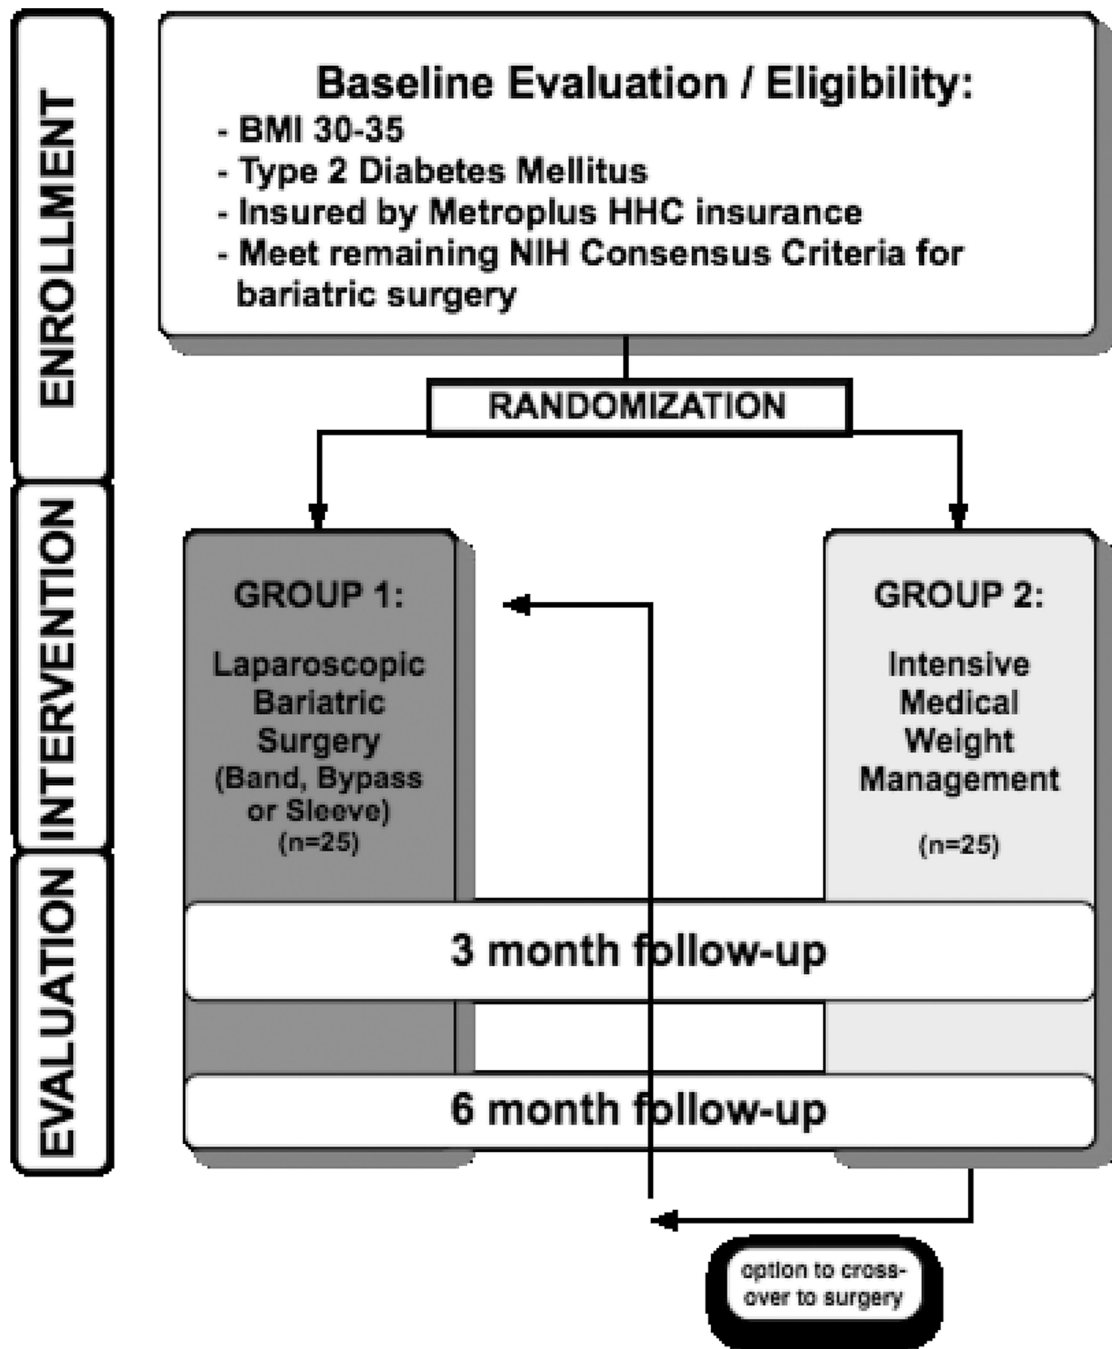 ENROLLMENT
Baseline Evaluation / Eligibility:
- BMI 30-35
- Type 2 Diabetes Mellitus
- Insured by Metroplus HHC insurance
- Meet remaining NIH Consensus Criteria for
bariatric surgery
RANDOMIZATION
INTERVENTION
GROUP 1:
Laparoscopic
Bariatric
Surgery
(Band, Bypass
or Sleeve)
(n=25)
GROUP 2:
Intensive
Medical
Weight
Management
(n=25)
EVALUATION
3 month follow-up
6 month follow-up
option to cross-
over to surgery